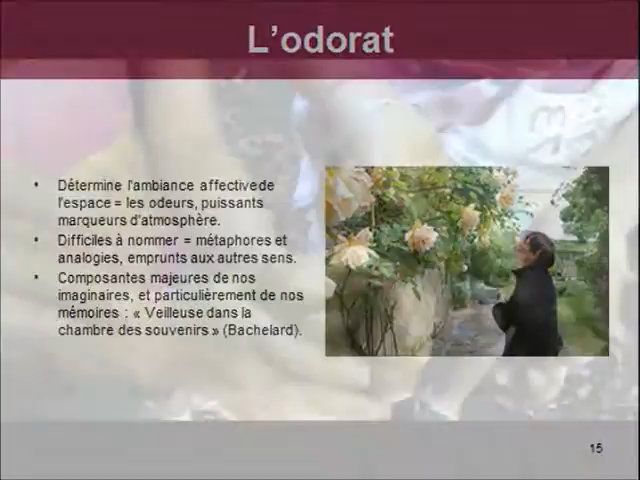 L'odorat
• Détermine l'ambiance affective de
l'espace = les odeurs, puissants
marqueurs d'atmosphère.
• Difficiles à nommer = métaphores et
analogies, emprunts aux autres sens.
• Composantes majeures de nos
imaginaires, et particulièrement de nos
mémoires : « Veilleuse dans la
chambre des souvenirs » (Bachelard).
15